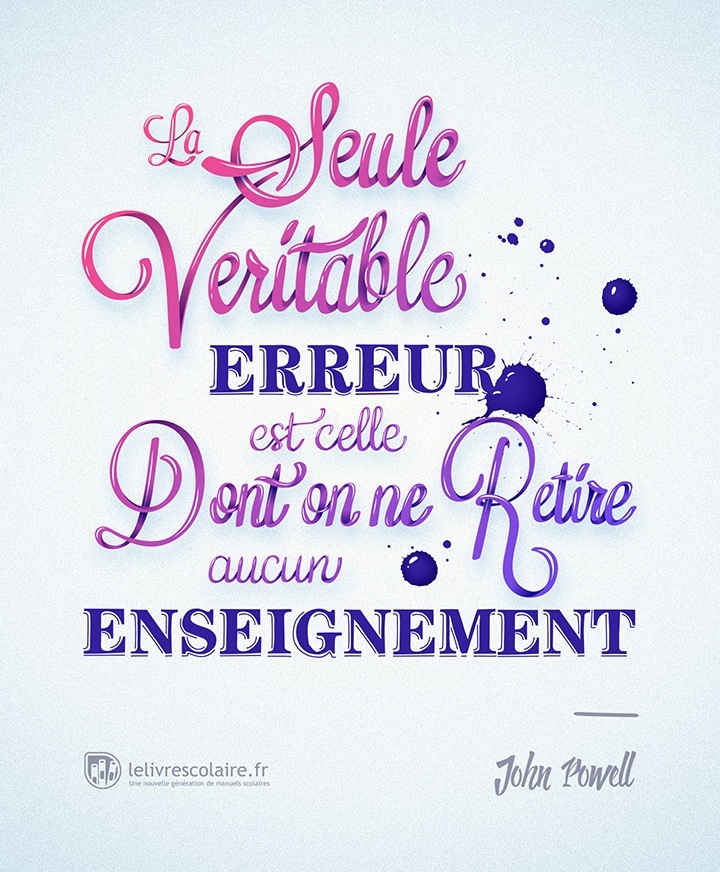 La Seule
Veritable
ERREUR
est celle
Dont on ne Retire
aucun
ENSEIGNEMENT
lelivrescolaire.fr
Une nouvelle génération de manuels scolaires
John Powell